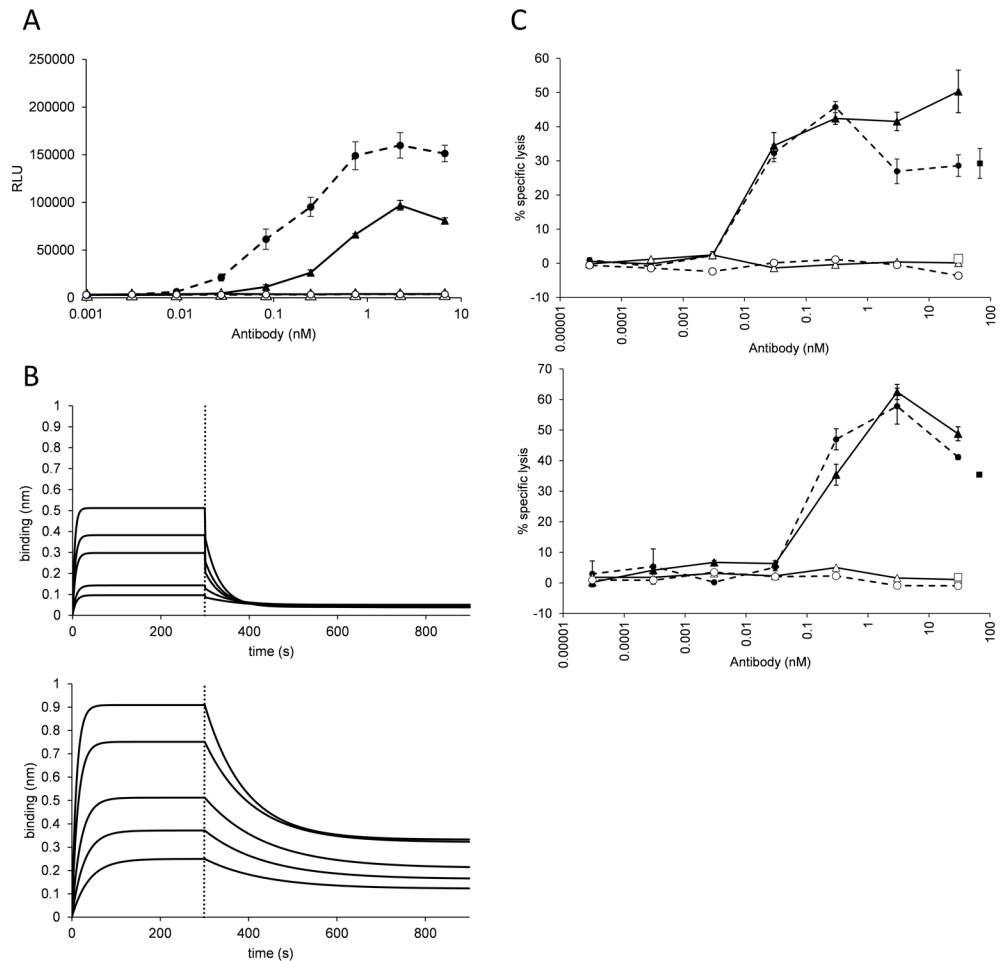 A
250000
200000
150000
100000
50000
0
RLU
0.001 0.01 0.1 1 10
Antibody (nM)
B
1
0.9
0.8
0.7
0.6
0.5
0.4
0.3
0.2
0.1
0
binding (nm)
0 200 400 600 800
time (s)
1
0.9
0.8
0.7
0.6
0.5
0.4
0.3
0.2
0.1
0
binding (nm)
0 200 400 600 800
time (s)
C
60
50
40
30
20
10
0
-10
% specific lysis
0.00001 0.0001 0.001 0.01 0.1 1 10 100
Antibody (nM)
70
60
50
40
30
20
10
0
-10
% specific lysis
0.00001 0.0001 0.001 0.01 0.1 1 10 100
Antibody (nM)